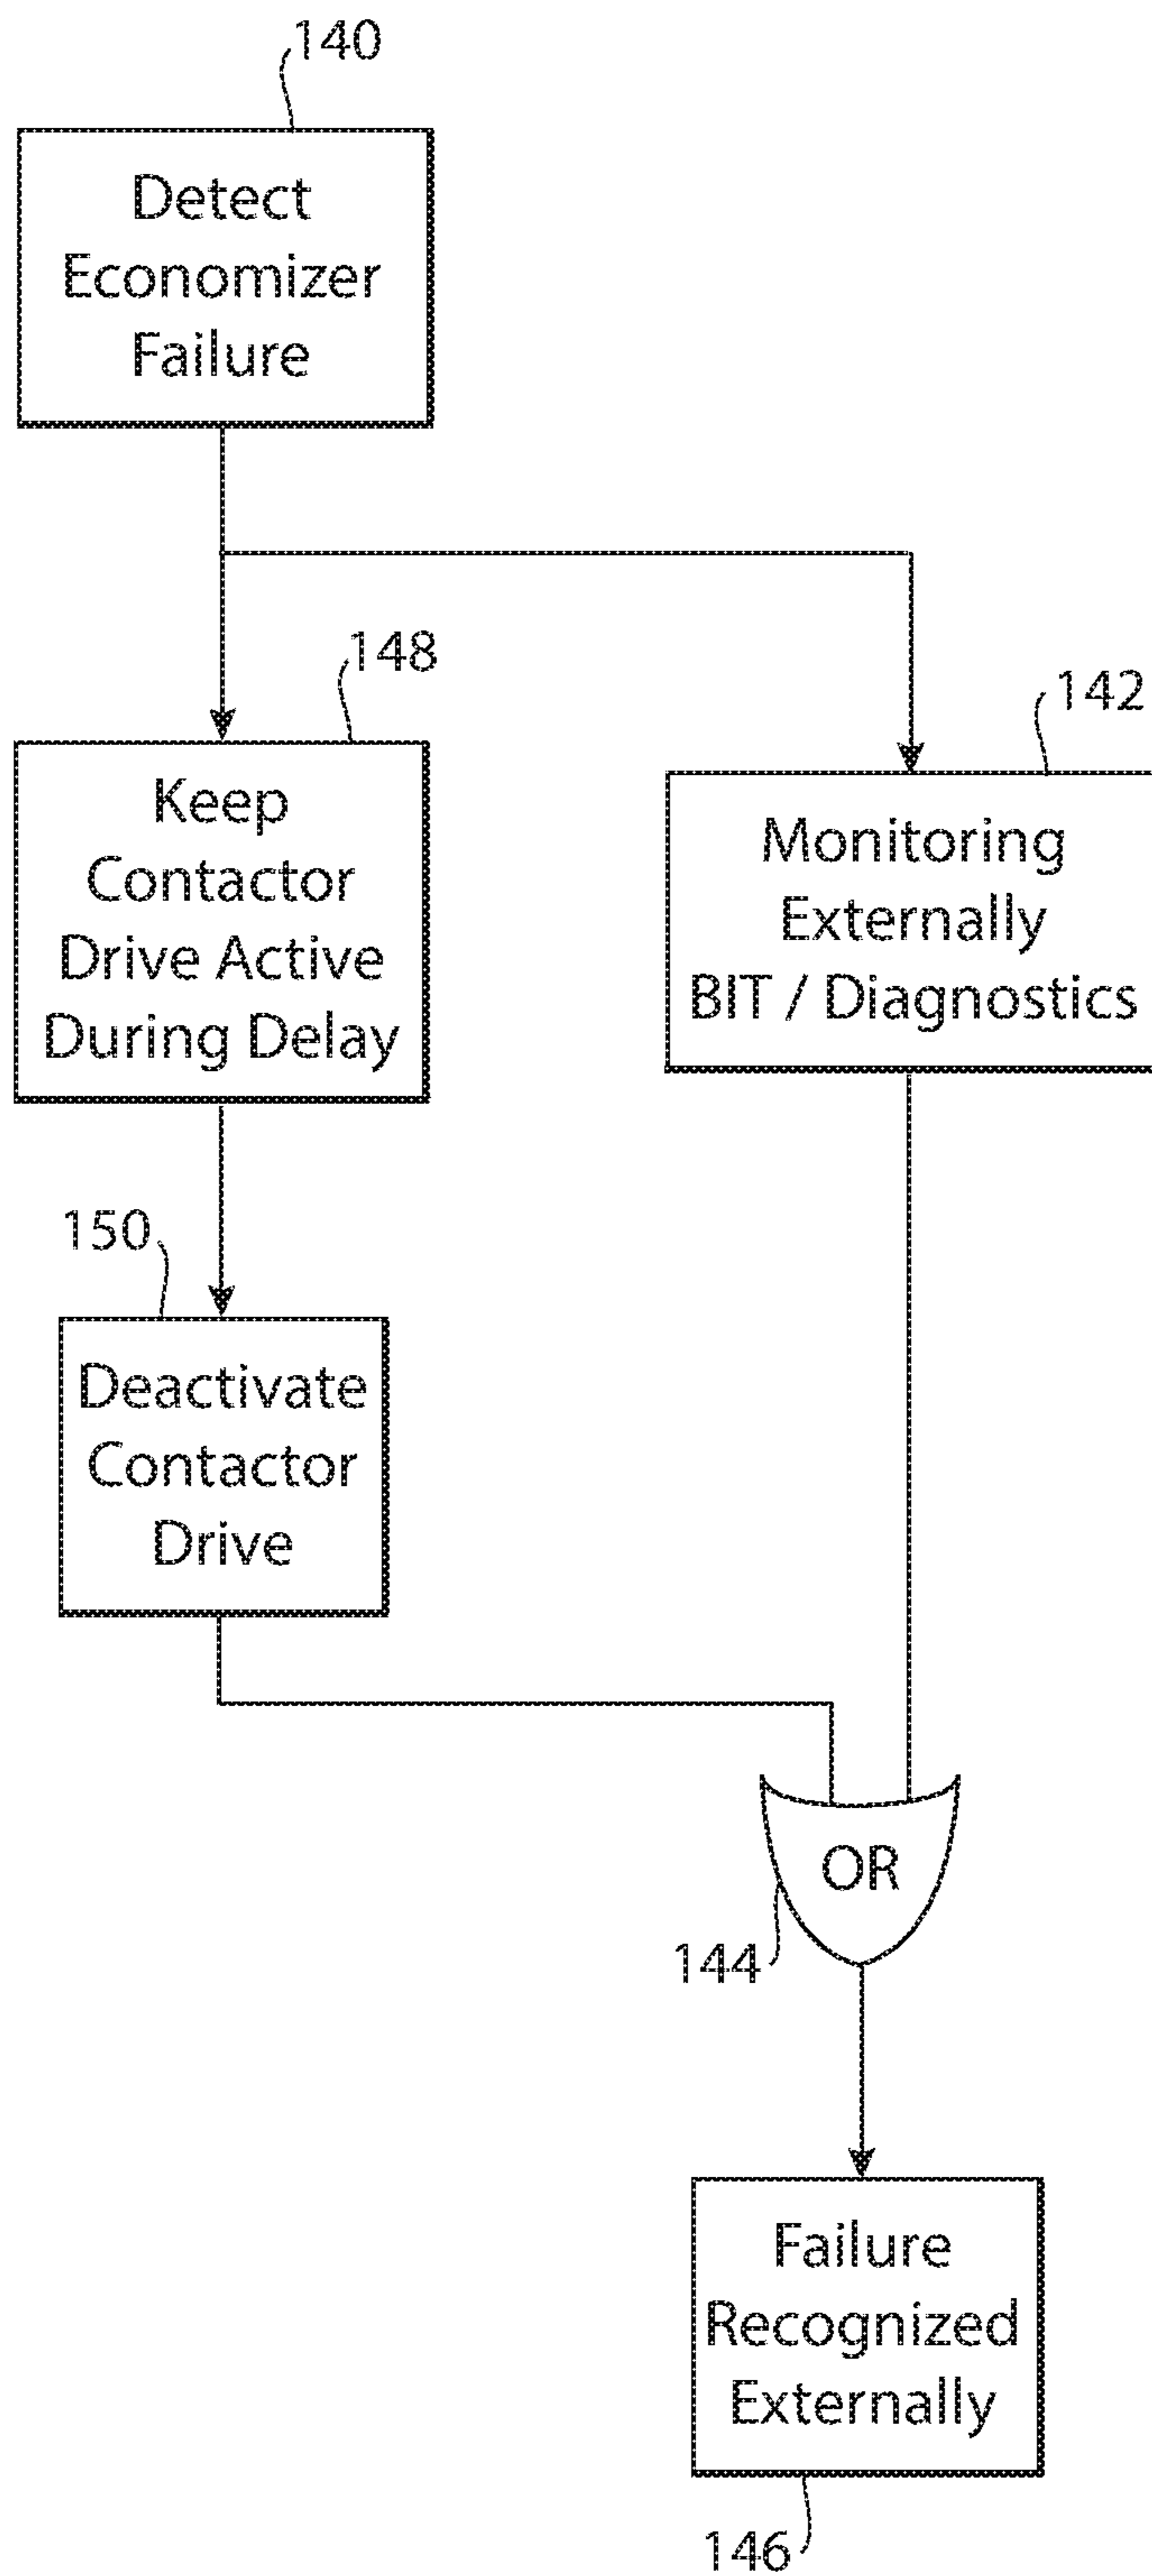 140
Detect
Economizer
Failure
148
Keep
Contactor
Drive Active
During Delay
142
Monitoring
Externally
BIT / Diagnostics
150
Deactivate
Contactor
Drive
OR
144
Failure
Recognized
Externally
146